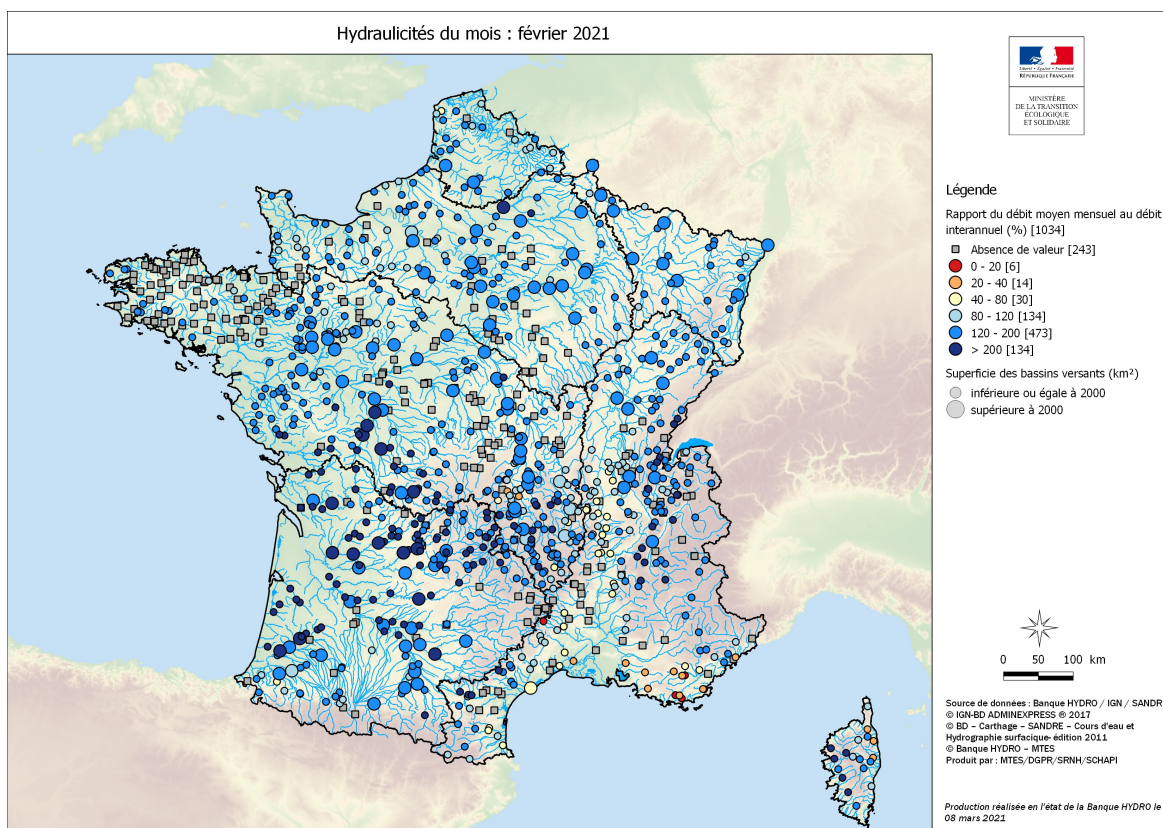 Hydraulicités du mois : février 2021
Liberté • Égalité • Fraternité
RÉPUBLIQUE FRANÇAISE
MINISTÈRE
DE LA TRANSITION
ÉCOLOGIQUE
ET SOLIDAIRE
Légende
Rapport du débit moyen mensuel au débit
interannuel (%) [1034]
Absence de valeur [243]
0 - 20 [6]
20 - 40 [14]
40 - 80 [30]
80 - 120 [134]
120 - 200 [473]
> 200 [134]
Superficie des bassins versants (km²)
inférieure ou égale à 2000
supérieure à 2000
0 50 100 km
Source de données : Banque HYDRO / IGN / SANDR
© IGN-BD ADMINEXPRESS ® 2017
© BD – Carthage – SANDRE – Cours d'eau et
Hydrographie surfacique- édition 2011
© Banque HYDRO – MTES
Produit par : MTES/DGPR/SRNH/SCHAPI
Production réalisée en l'état de la Banque HYDRO le
08 mars 2021